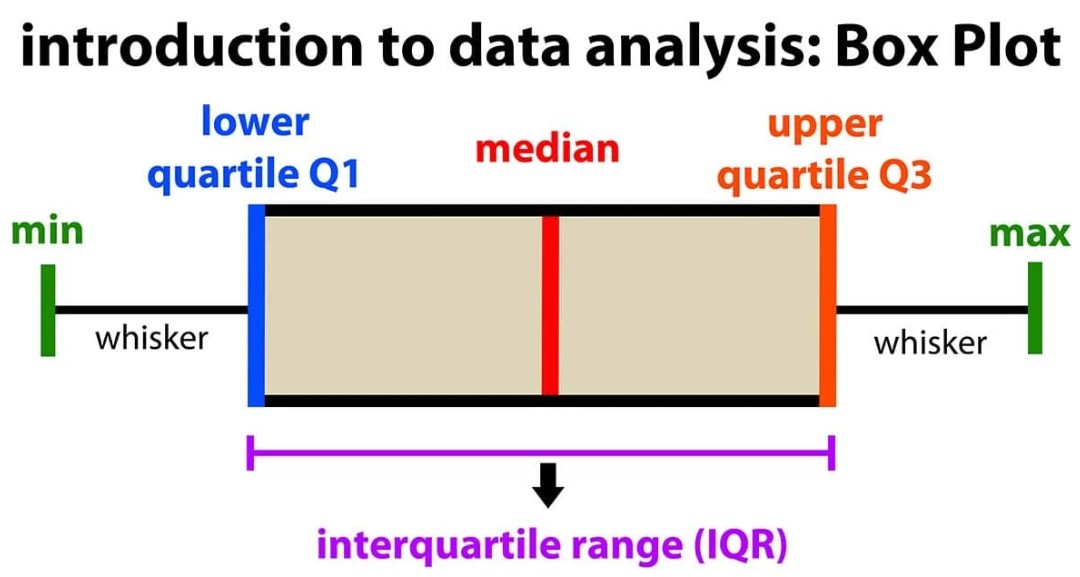 introduction to data analysis: Box Plot
lower
quartile Q1
median
upper
quartile Q3
min
max
whisker
whisker
interquartile range (IQR)